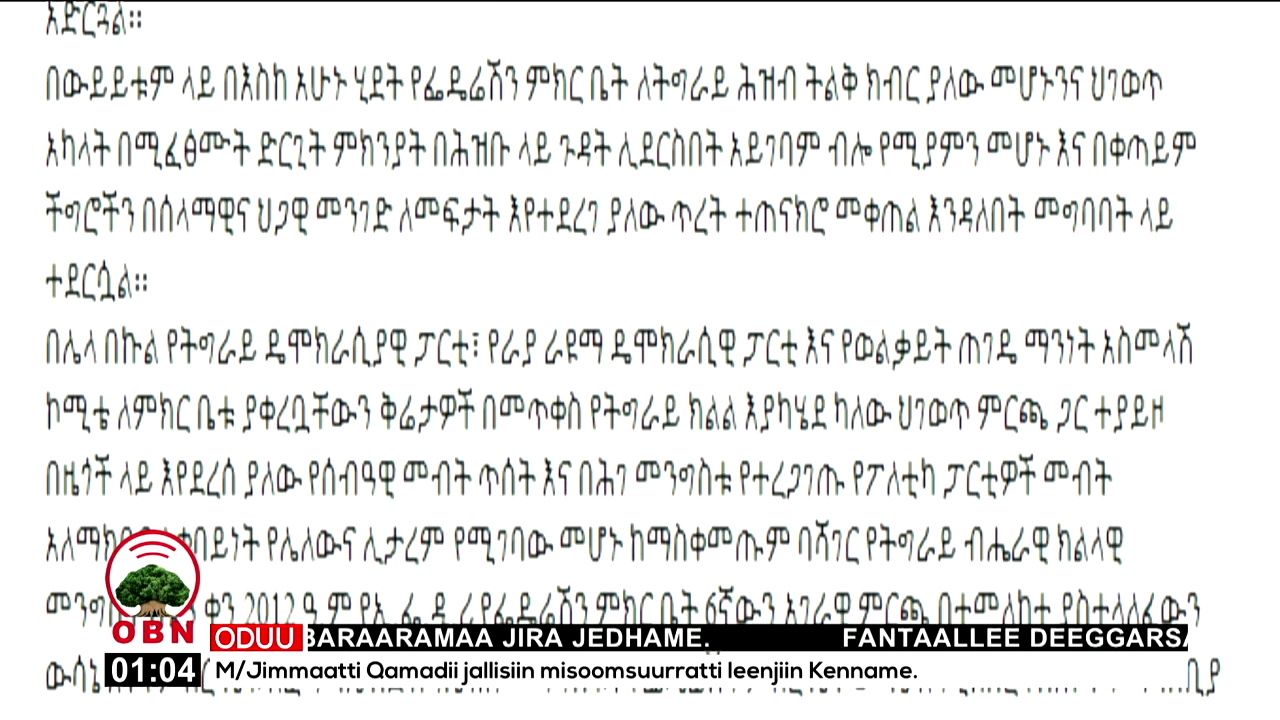 አድርጓል።
በውይይቱም ላይ በእስከ አሁኑ ሂደት የፌዴሬሽን ምክር ቤት ለትግራይ ሕዝብ ትልቅ ክብር ያለው መሆኑንና ህገወጥ
አካላት በሚፈፅሙት ድርጊት ምክንያት በሕዝቡ ላይ ጉዳት ሊደርስበት አይገባም ብሎ የሚያምን መሆኑ እና በቀጣይም
ችግሮችን በሰላማዊና ህጋዊ መንገድ ለመፍታት እየተደረገ ያለው ጥረት ተጠናክሮ መቀጠል እንዳለበት መግባባት ላይ
ተደርሷል።
በሌላ በኩል የትግራይ ዴሞክራሲያዊ ፓርቲ፣ የራያ ራዩማ ዴሞክራሲዊ ፓርቲ እና የወልቃይት ጠገዴ ማንነት አስመላሽ
ኮሚቴ ለምክር ቤቱ ያቀረቧቸውን ቅሬታዎች በመጥቀስ የትግራይ ክልል እያካሄደ ካለው ህገወጥ ምርጫ ጋር ተያይዞ
በዜጎች ላይ እየደረሰ ያለው የሰብዓዊ መብት ጥሰት እና በሕገ መንግስቱ የተረጋገጡ የፖለቲካ ፓርቲዎች መብት
የሌለውና ሊታረም የሚገባው መሆኑ ከማስቀመጡም ባሻገር የትግራይ ብሔራዊ ክልላዊ
ቀን 2012 ዓ ም የኢ ፌ ዲ ሪ የፌዴሬሽን ምክር ቤት 6ኛውን አገራዊ ምርጫ በተመለከተ ያስተላለፈውን
OBN
ODUU BARAARAMAA JIRA JEDHAME. FANTAALLEE DEEGGARSA
01:04 M/Jimmaatti Qamadii jallisiin misoomsuurratti leenjiin Kenname.